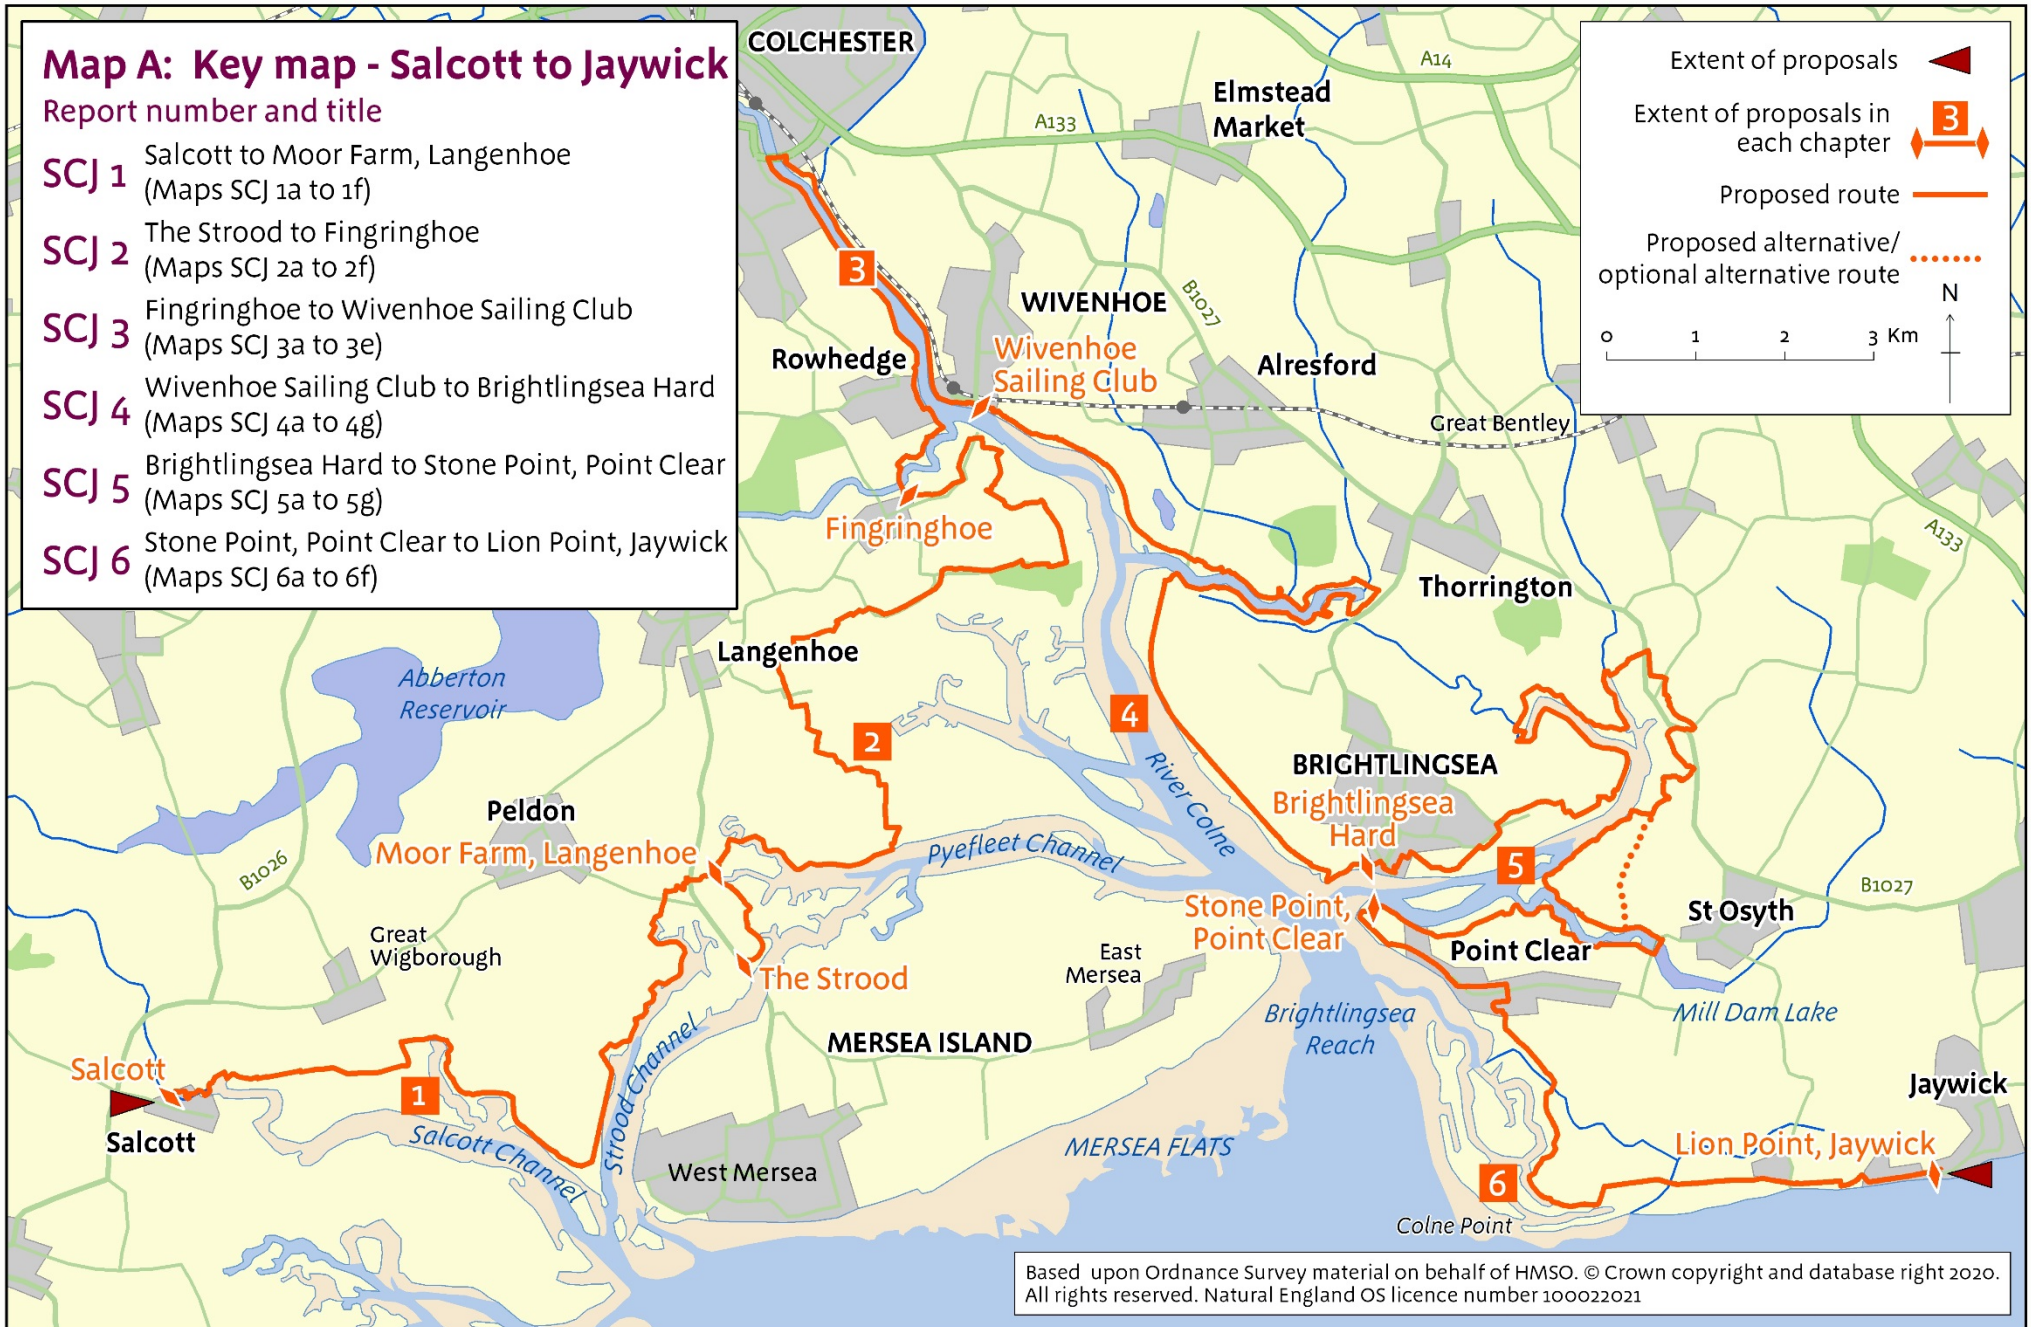 Map A: Key map - Salcott to Jaywick
Report number and title
SCJ 1
Salcott to Moor Farm, Langenhoe
(Maps SCJ 1a to 1f)
SCJ 2
The Strood to Fingringhoe
(Maps SCJ 2a to 2f)
SCJ 3
Fingringhoe to Wivenhoe Sailing Club
(Maps SCJ 3a to 3e)
SCJ 4
Wivenhoe Sailing Club to Brightlingsea Hard
(Maps SCJ 4a to 4g)
SCJ 5
Brightlingsea Hard to Stone Point, Point Clear
(Maps SCJ 5a to 5g)
SCJ 6
Stone Point, Point Clear to Lion Point, Jaywick
(Maps SCJ 6a to 6f)
Extent of proposals
Extent of proposals in
each chapter
3
Proposed route
Proposed alternative/
optional alternative route
N
0 1 2 3 Km
COLCHESTER
A14
Elmstead
Market
A133
3
WIVENHOE
B1027
Rowhedge
Wivenhoe
Sailing Club
Alresford
Great Bentley
Fingringhoe
A133
Thorrington
Langenhoe
Abberton
Reservoir
4
2
River Colne
BRIGHTLINGSEA
Brightlingsea
Hard
Peldon
Moor Farm, Langenhoe
B1026
Pyefleet Channel
5
B1027
Stone Point,
Point Clear
St Osyth
Great
Wigborough
East
Mersea
Point Clear
The Strood
Mill Dam Lake
Brightlingsea
Reach
MERSEA ISLAND
Salcott
1
Strood Channel
Jaywick
Salcott
Salcott Channel
MERSEA FLATS
Lion Point, Jaywick
West Mersea
6
Colne Point
Based upon Ordnance Survey material on behalf of HMSO. © Crown copyright and database right 2020.
All rights reserved. Natural England OS licence number 100022021